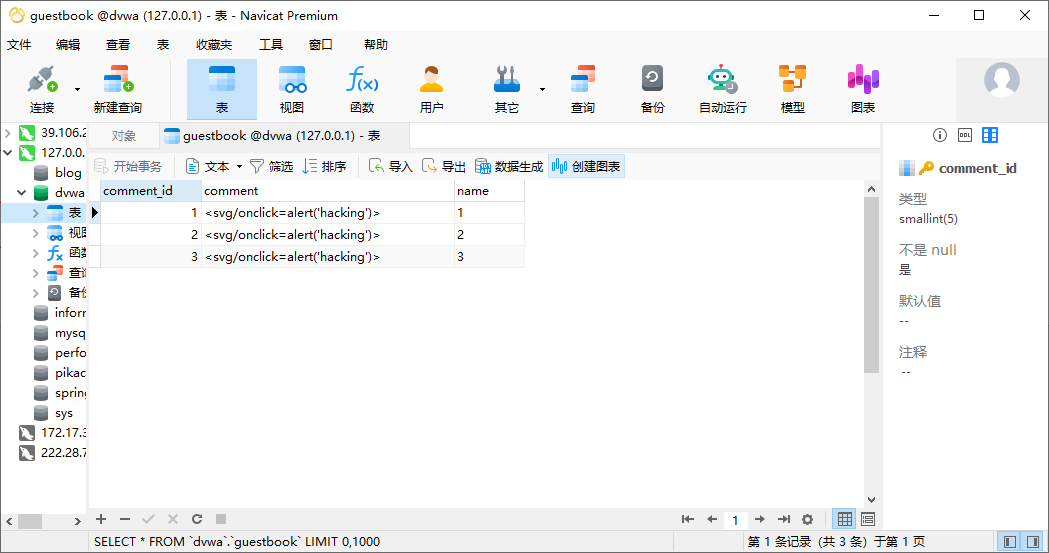 guestbook @dvwa (127.0.0.1) - 表 - Navicat Premium
文件 编辑 查看 表 收藏夹 工具 窗口 帮助
连接 新建查询 表 视图 函数 用户 其它 查询 备份 自动运行 模型 图表
39.106.2
对象 guestbook @dvwa (127.0.0.1) - 表
DDL
127.0.0.
开始事务 文本 筛选 排序 导入 导出 数据生成 创建图表
comment_id
blog
dvwa
comment_id comment name
类型
表
1 <svg/onclick=alert('hacking')> 1
smallint(5)
视图
2 <svg/onclick=alert('hacking')> 2
不是 null
函数
3 <svg/onclick=alert('hacking')> 3
是
查询
备份
默认值
--
inforr
mysq
perfo
注释
--
pikac
spring
sys
172.17.3
222.28.7
1
SELECT * FROM `dvwa`.`guestbook` LIMIT 0,1000
第 1 条记录 (共 3 条) 于第 1 页